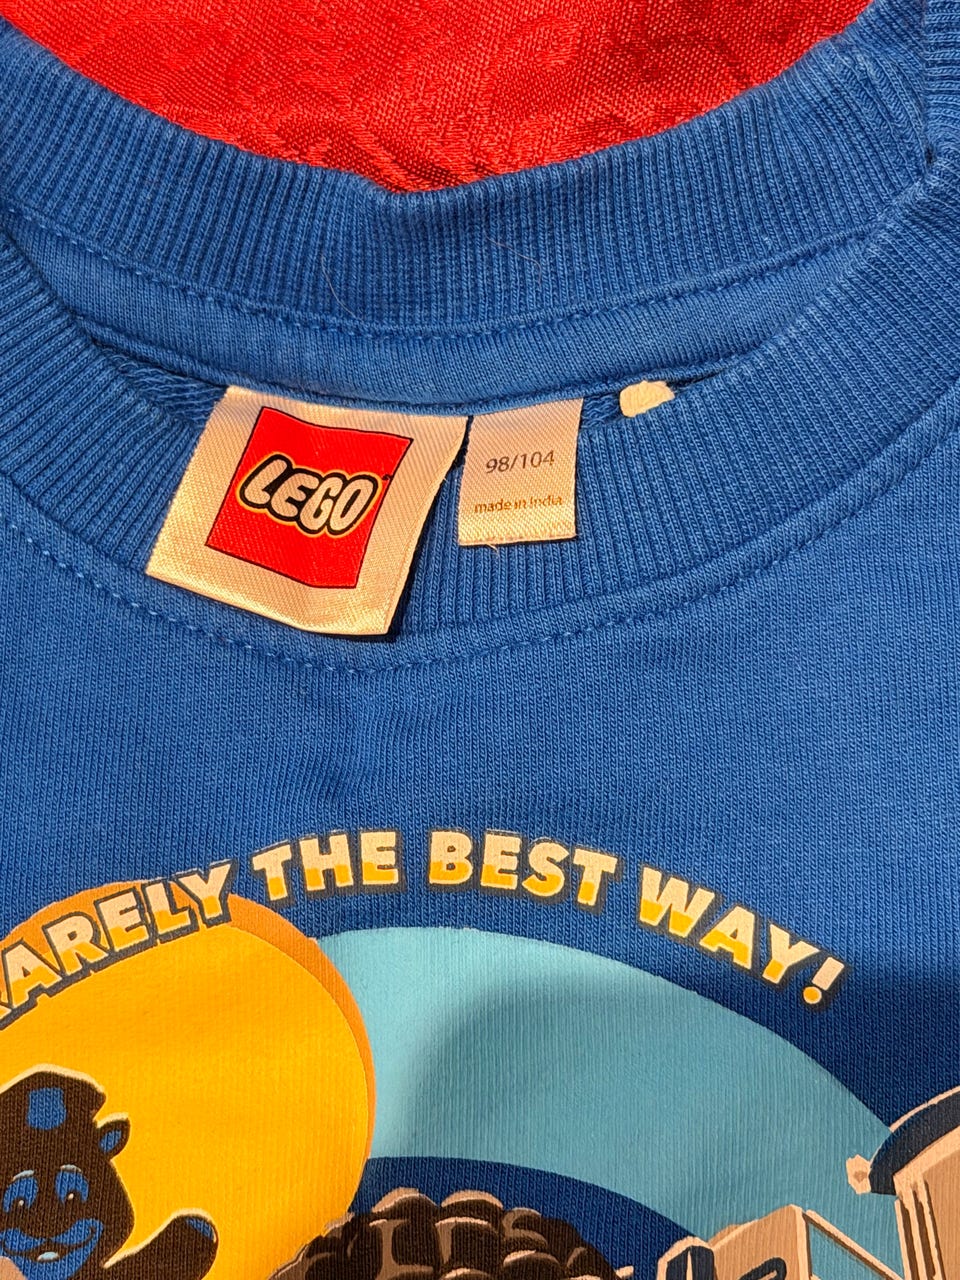 LEGO
98/104
made in India
RARELY THE BEST WAY!